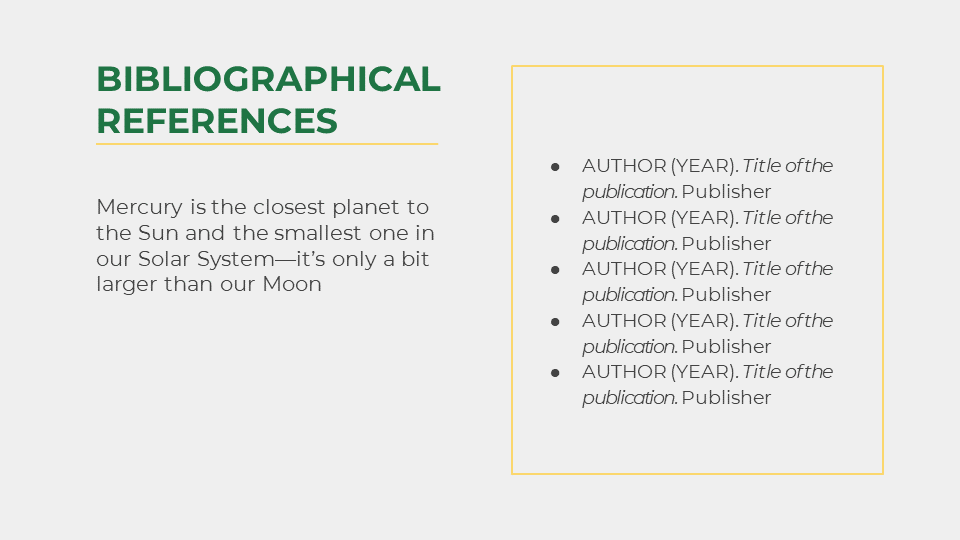 BIBLIOGRAPHICAL
REFERENCES
Mercury is the closest planet to
the Sun and the smallest one in
our Solar System—it’s only a bit
larger than our Moon
● AUTHOR (YEAR). Title of the
publication. Publisher
● AUTHOR (YEAR). Title of the
publication. Publisher
● AUTHOR (YEAR). Title of the
publication. Publisher
● AUTHOR (YEAR). Title of the
publication. Publisher
● AUTHOR (YEAR). Title of the
publication. Publisher